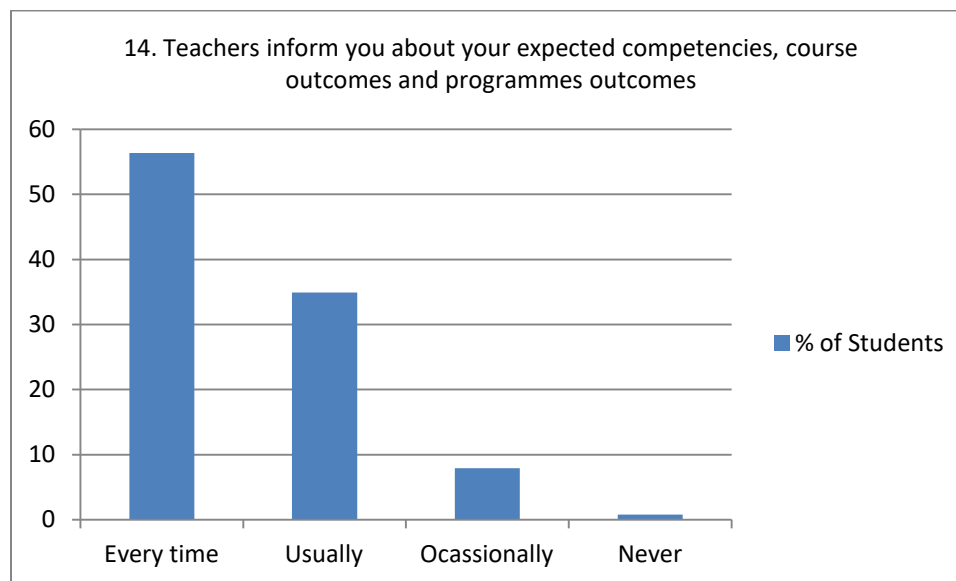 14. Teachers inform you about your expected competencies, course
outcomes and programmes outcomes
60
50
40
30
20
10
0
Every time Usually Ocassionally Never
% of Students